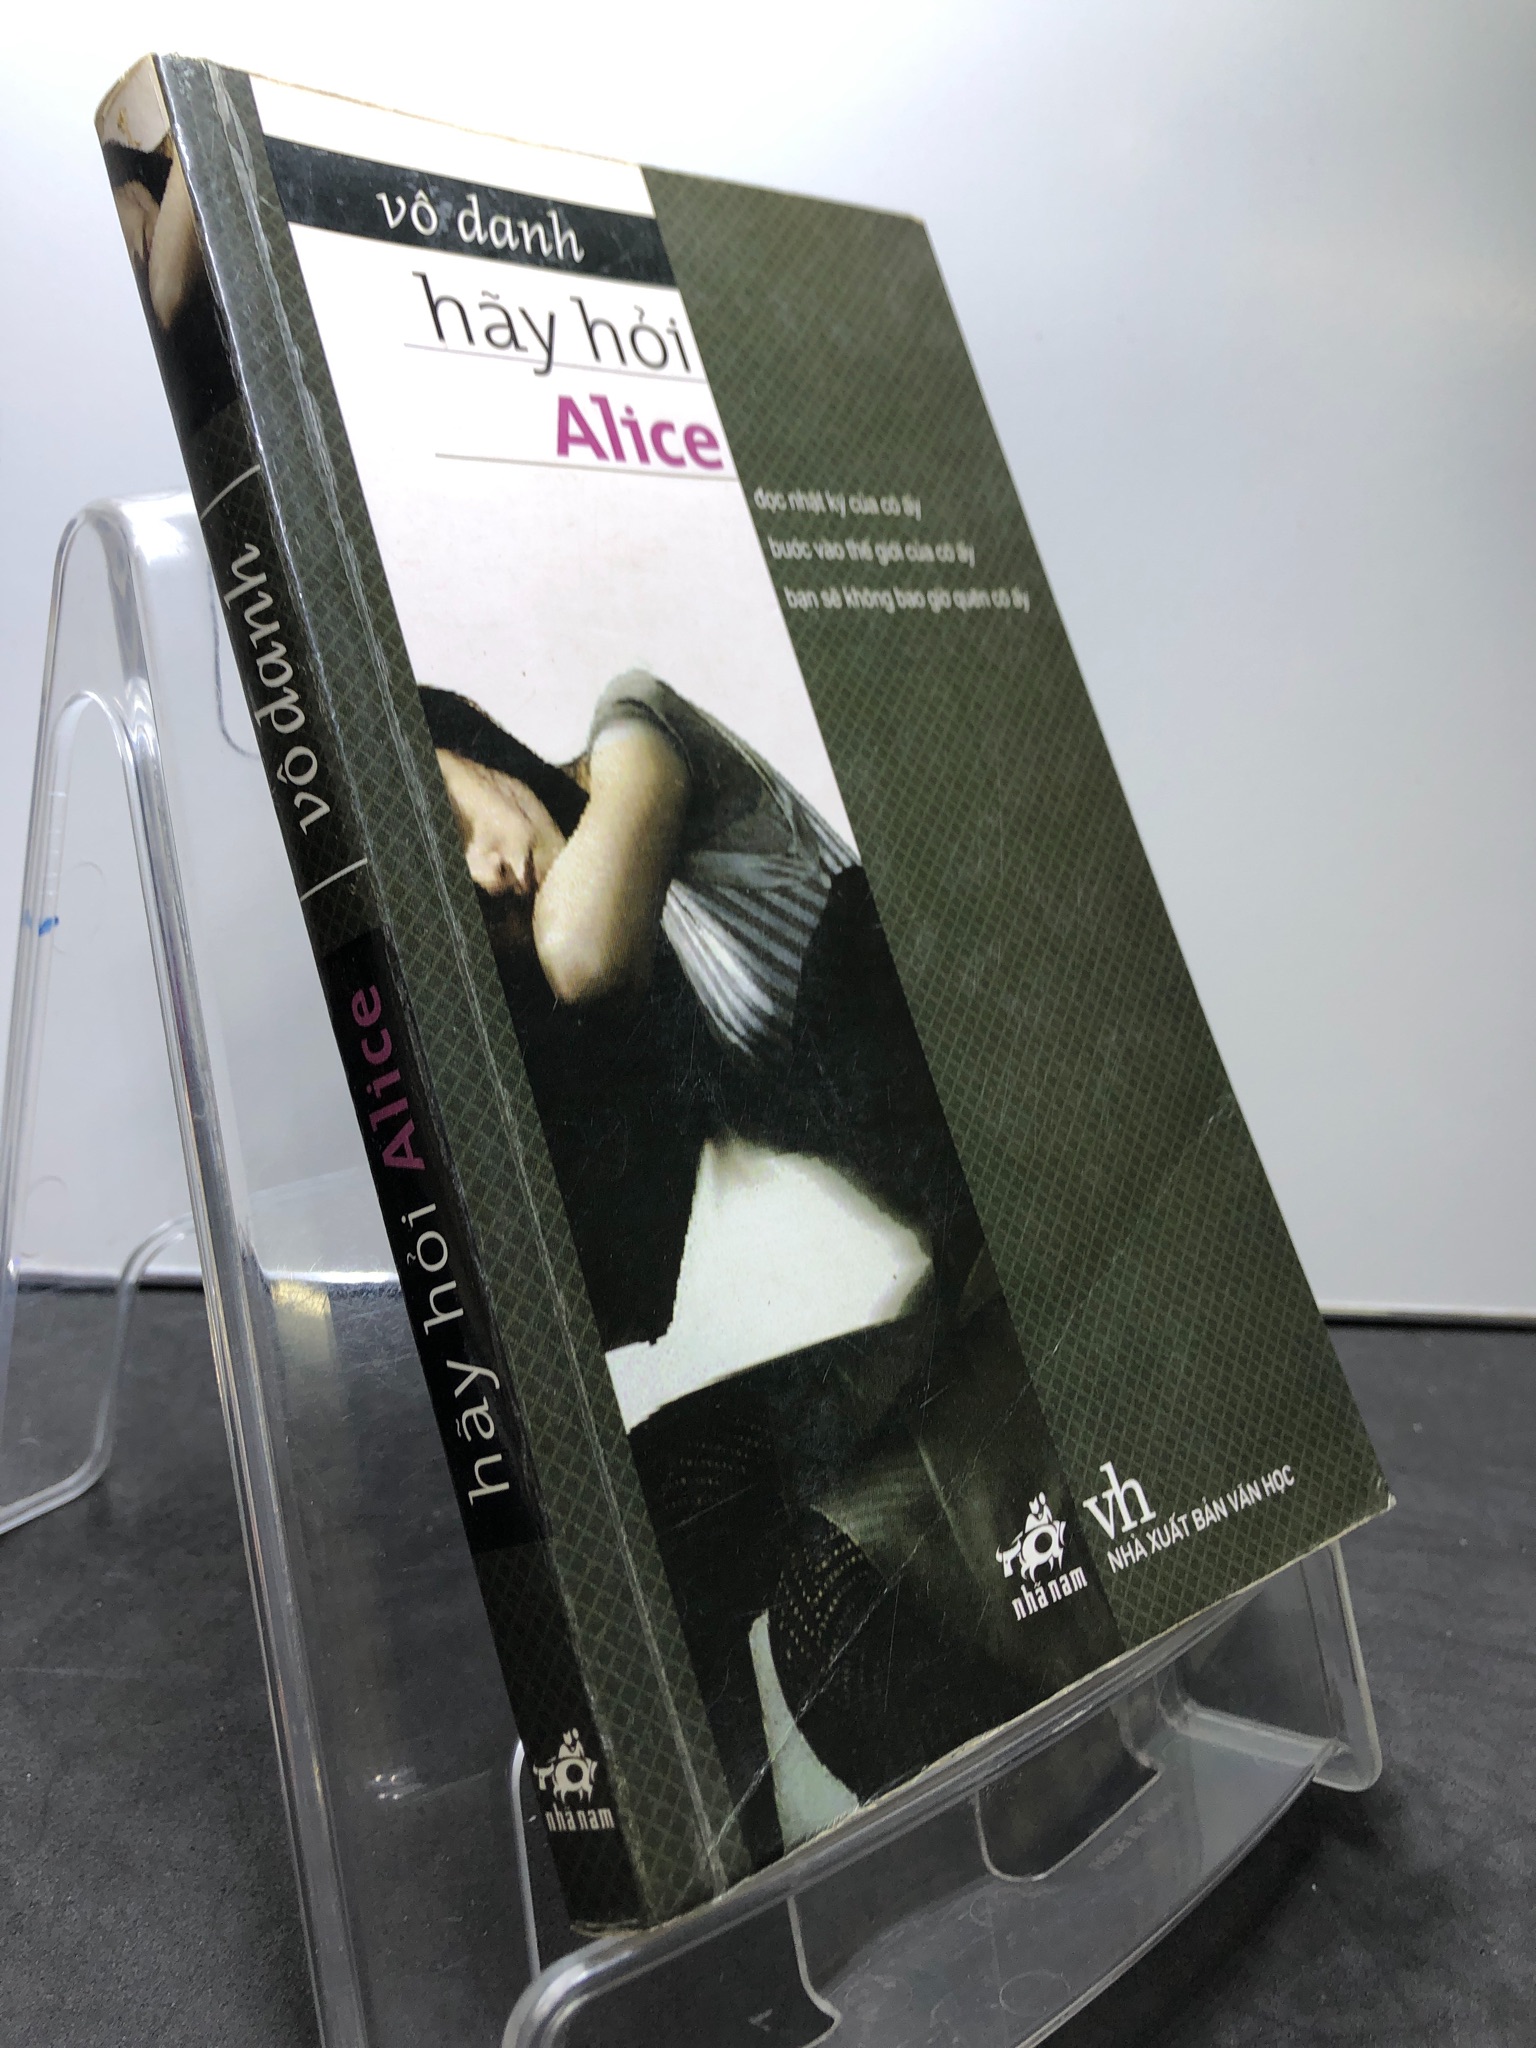 vô danh
hãy hỏi
Alice
đọc nhật ký của cô ấy
bước vào thế giới của cô ấy
bạn sẽ không bao giờ quên cô ấy
nhã nam
vh
NHÀ XUẤT BẢN VĂN HỌC
vô danh
hãy hỏi Alice
nhã nam